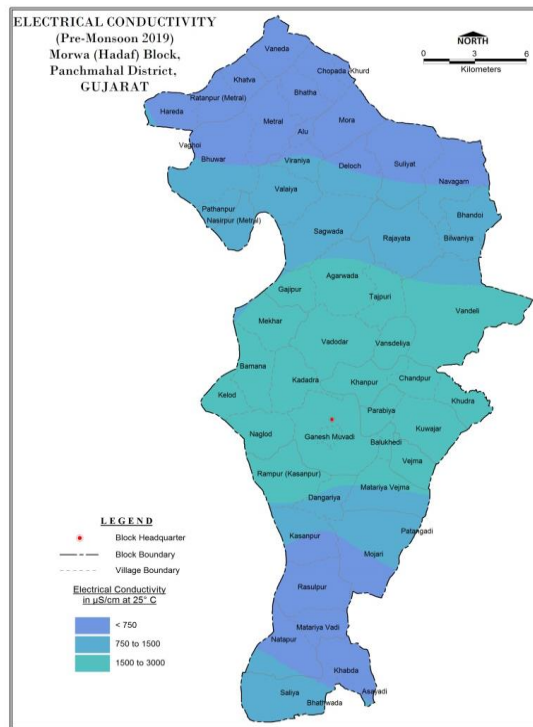 ELECTRICAL CONDUCTIVITY
(Pre-Monsoon 2019)
Morwa (Hadaf) Block,
Panchmahal District,
GUJARAT
NORTH
0 3 6
Kilometers
Vaneda
Chopada Khurd
Khatva
Bhatha
Ratanpur (Metral)
Hareda
Metral
Mora
Alu
Vaghoi
Bhuwar
Viraniya
Deloch
Suliyat
Navagam
Valaiya
Pathanpur
Nasirpur (Metral)
Bhandoi
Sagwada
Rajayata
Bilwaniya
Agarwada
Gajipur
Tajpuri
Vandeli
Mekhar
Vadodar
Vansdeliya
Bamana
Kadadra
Khanpur
Chandpur
Kelod
Khudra
Parabiya
Kuwajar
Naglod
Ganesh Muvadi
Balukhedi
Vejma
Rampur (Kasanpur)
Matariya Vejma
Dangariya
Patangadi
Kasanpur
Mojari
Rasulpur
Matariya Vadi
Natapur
Khabda
Saliya
Asayadi
Bhathwada
LEGEND
Block Headquarter
Block Boundary
Village Boundary
Electrical Conductivity
in µS/cm at 25° C
< 750
750 to 1500
1500 to 3000